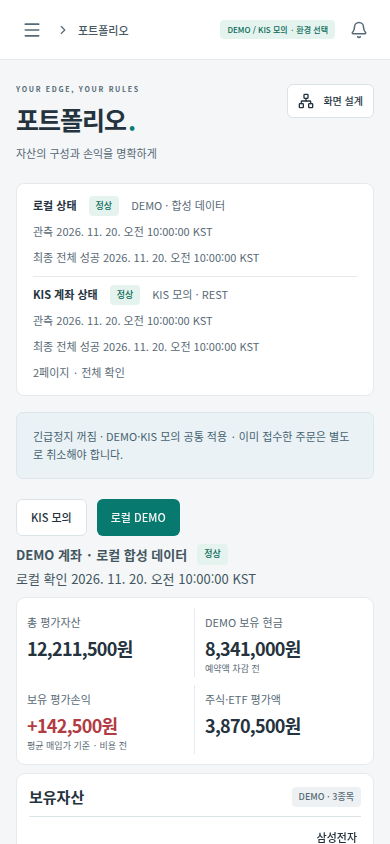 포트폴리오
DEMO / KIS 모의 · 환경 선택
YOUR EDGE, YOUR RULES
포트폴리오.
화면 설계
자산의 구성과 손익을 명확하게
로컬 상태 정상 DEMO · 합성 데이터
관측 2026. 11. 20. 오전 10:00:00 KST
최종 전체 성공 2026. 11. 20. 오전 10:00:00 KST
KIS 계좌 상태 정상 KIS 모의 · REST
관측 2026. 11. 20. 오전 10:00:00 KST
최종 전체 성공 2026. 11. 20. 오전 10:00:00 KST
2페이지 · 전체 확인
긴급정지 꺼짐 · DEMO·KIS 모의 공통 적용 · 이미 접수한 주문은 별도
로 취소해야 합니다.
KIS 모의 로컬 DEMO
DEMO 계좌 · 로컬 합성 데이터 정상
로컬 확인 2026. 11. 20. 오전 10:00:00 KST
총 평가자산
12,211,500원
DEMO 보유 현금
8,341,000원
예약액 차감 전
보유 평가손익
+142,500원
평균 매입가 기준 · 비용 전
주식·ETF 평가액
3,870,500원
보유자산
DEMO · 3종목
삼성전자